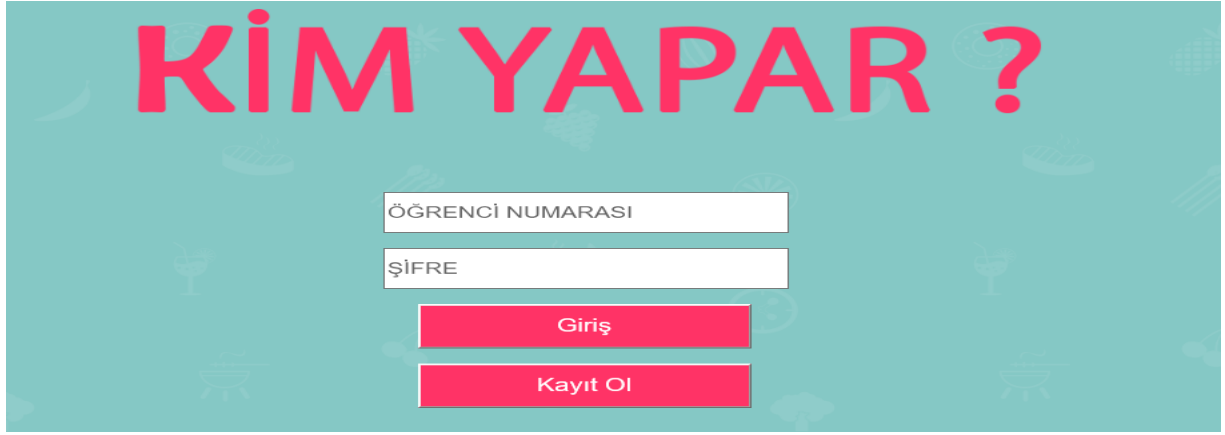 KİM YAPAR ?
ÖĞRENCİ NUMARASI
ŞİFRE
Giriş
Kayıt Ol